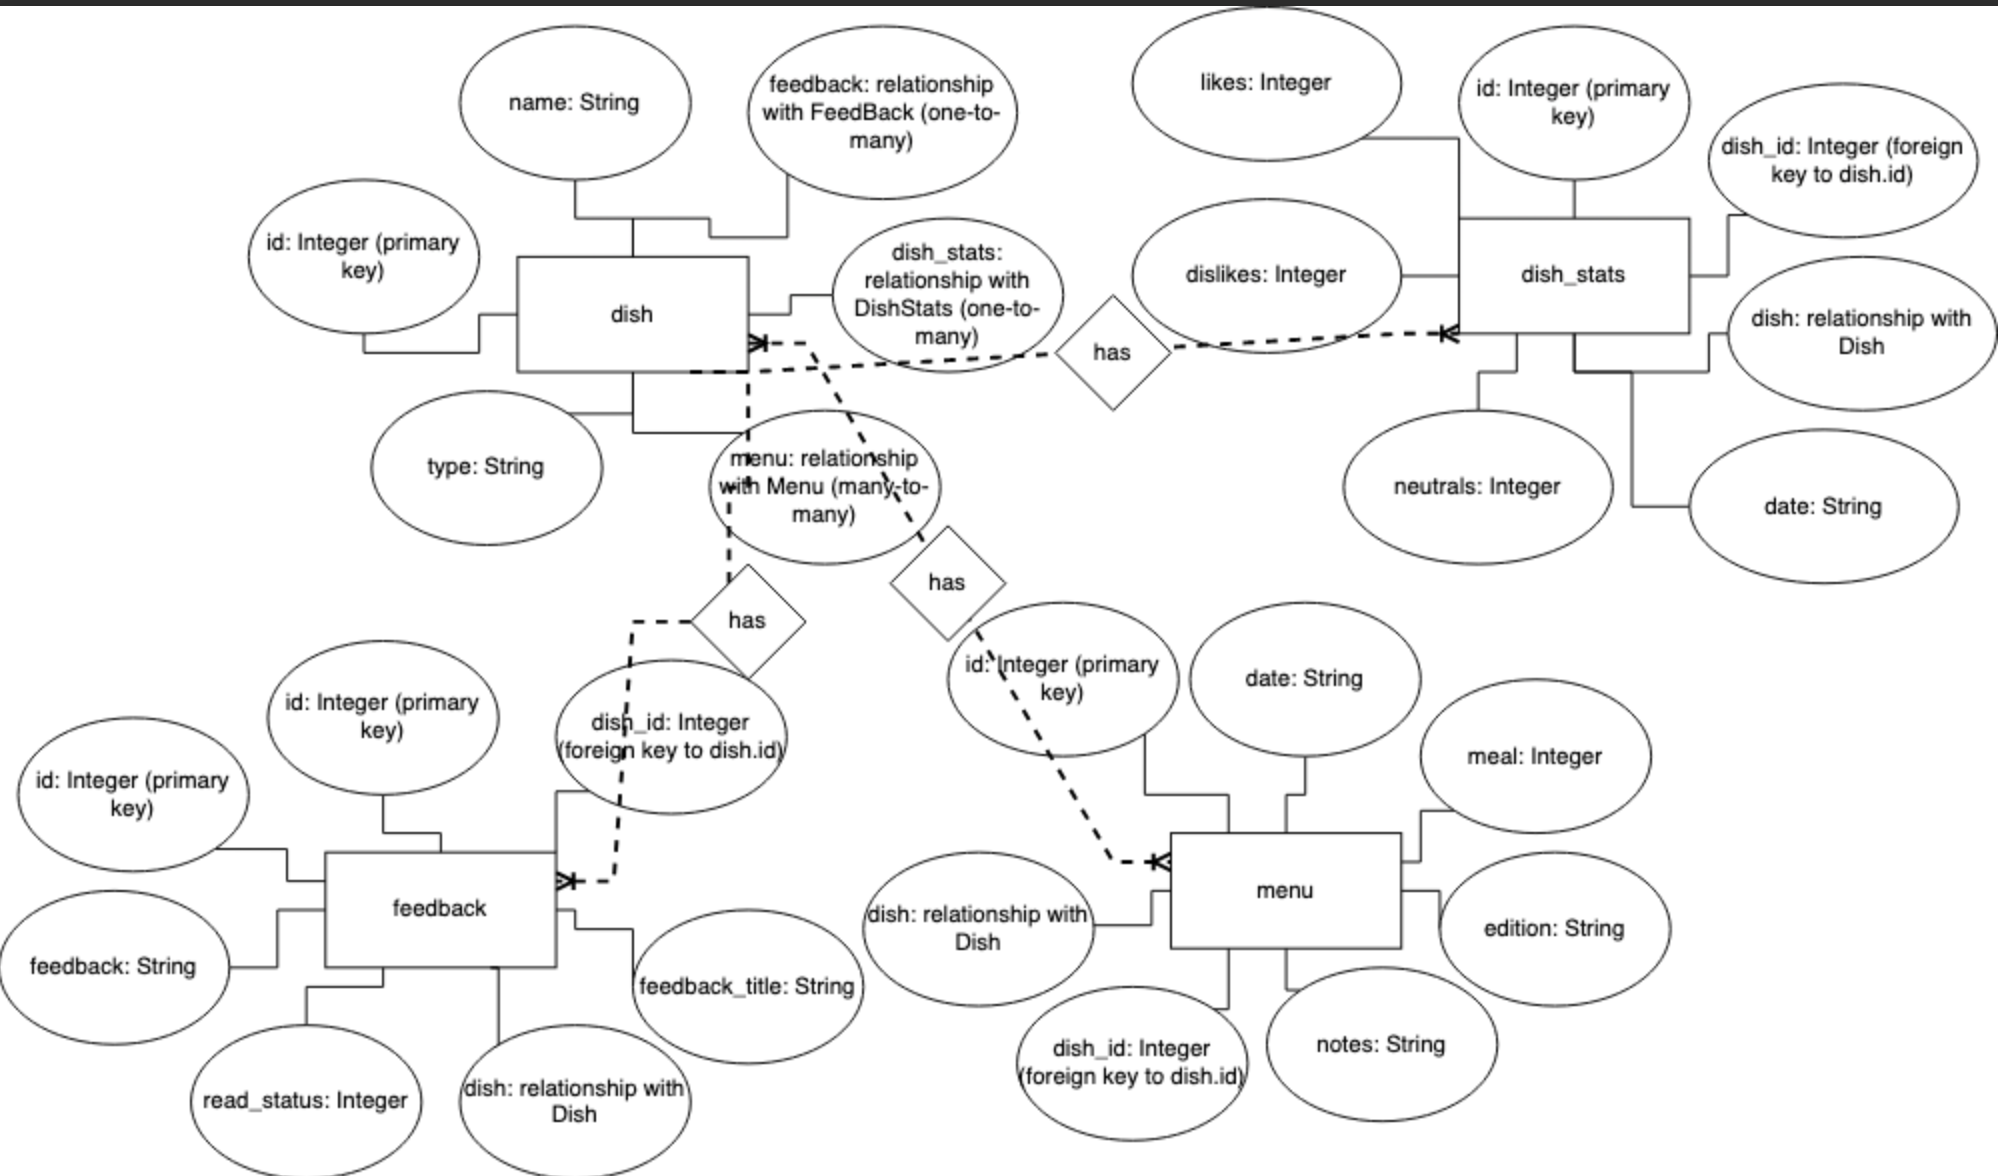 name: String
feedback: relationship
with FeedBack (one-to-
many)
id: Integer (primary
key)
dish
dish_stats:
relationship with
DishStats (one-to-
many)
type: String
menu: relationship
with Menu (many-to-
many)
likes: Integer
id: Integer (primary
key)
dish_id: Integer (foreign
key to dish.id)
dislikes: Integer
dish_stats
dish: relationship with
Dish
has
neutrals: Integer
date: String
has
has
id: Integer (primary
key)
id: Integer (primary
key)
dish_id: Integer
(foreign key to dish.id)
feedback
feedback: String
feedback_title: String
read_status: Integer
dish: relationship with
Dish
id: Integer (primary
key)
date: String
meal: Integer
menu
dish: relationship with
Dish
edition: String
dish_id: Integer
(foreign key to dish.id)
notes: String